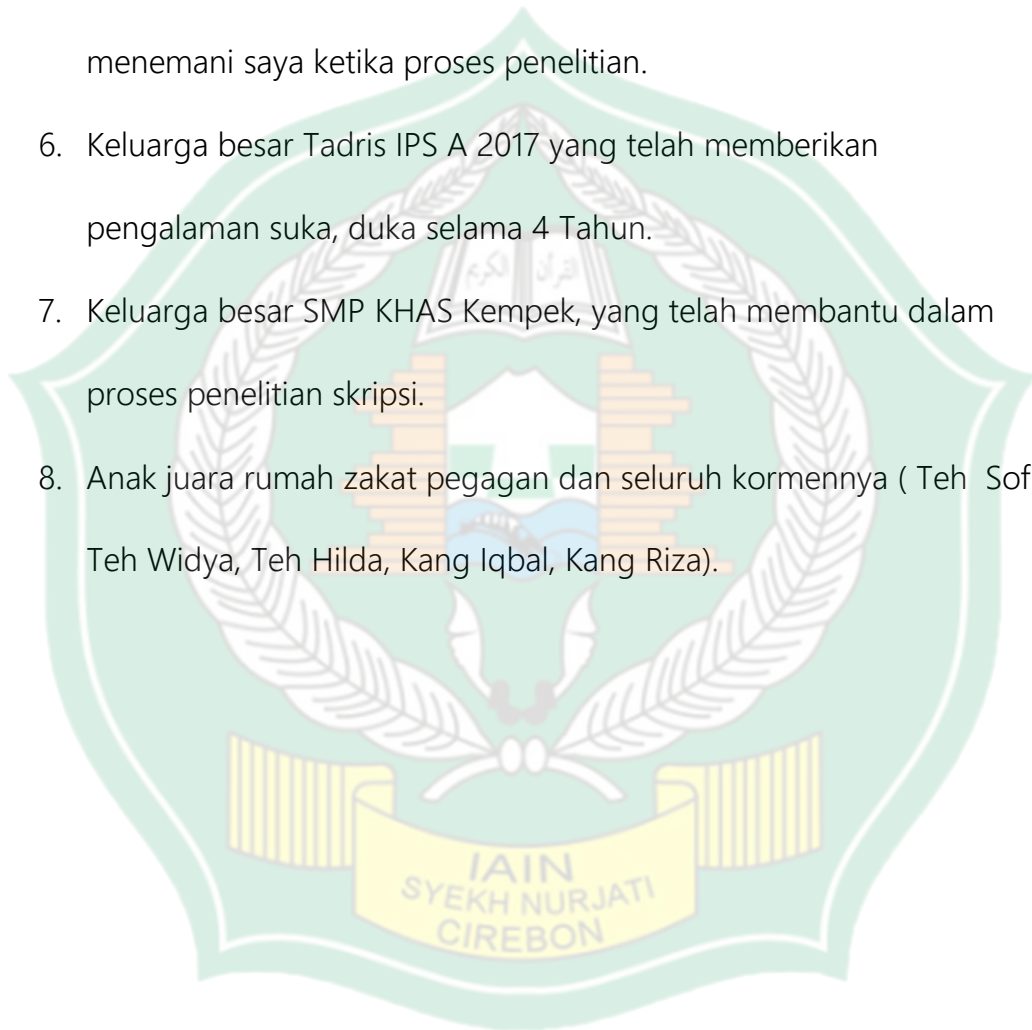 menemani saya ketika proses penelitian.
6. Keluarga besar Tadris IPS A 2017 yang telah memberikan
pengalaman suka, duka selama 4 Tahun.
القرآن الكريم
7. Keluarga besar SMP KHAS Kempek, yang telah membantu dalam
proses penelitian skripsi.
8. Anak juara rumah zakat pegagan dan seluruh kormennya ( Teh Sof
Teh Widya, Teh Hilda, Kang Iqbal, Kang Riza).
IAIN
SYEKH NURJATI
CIREBON